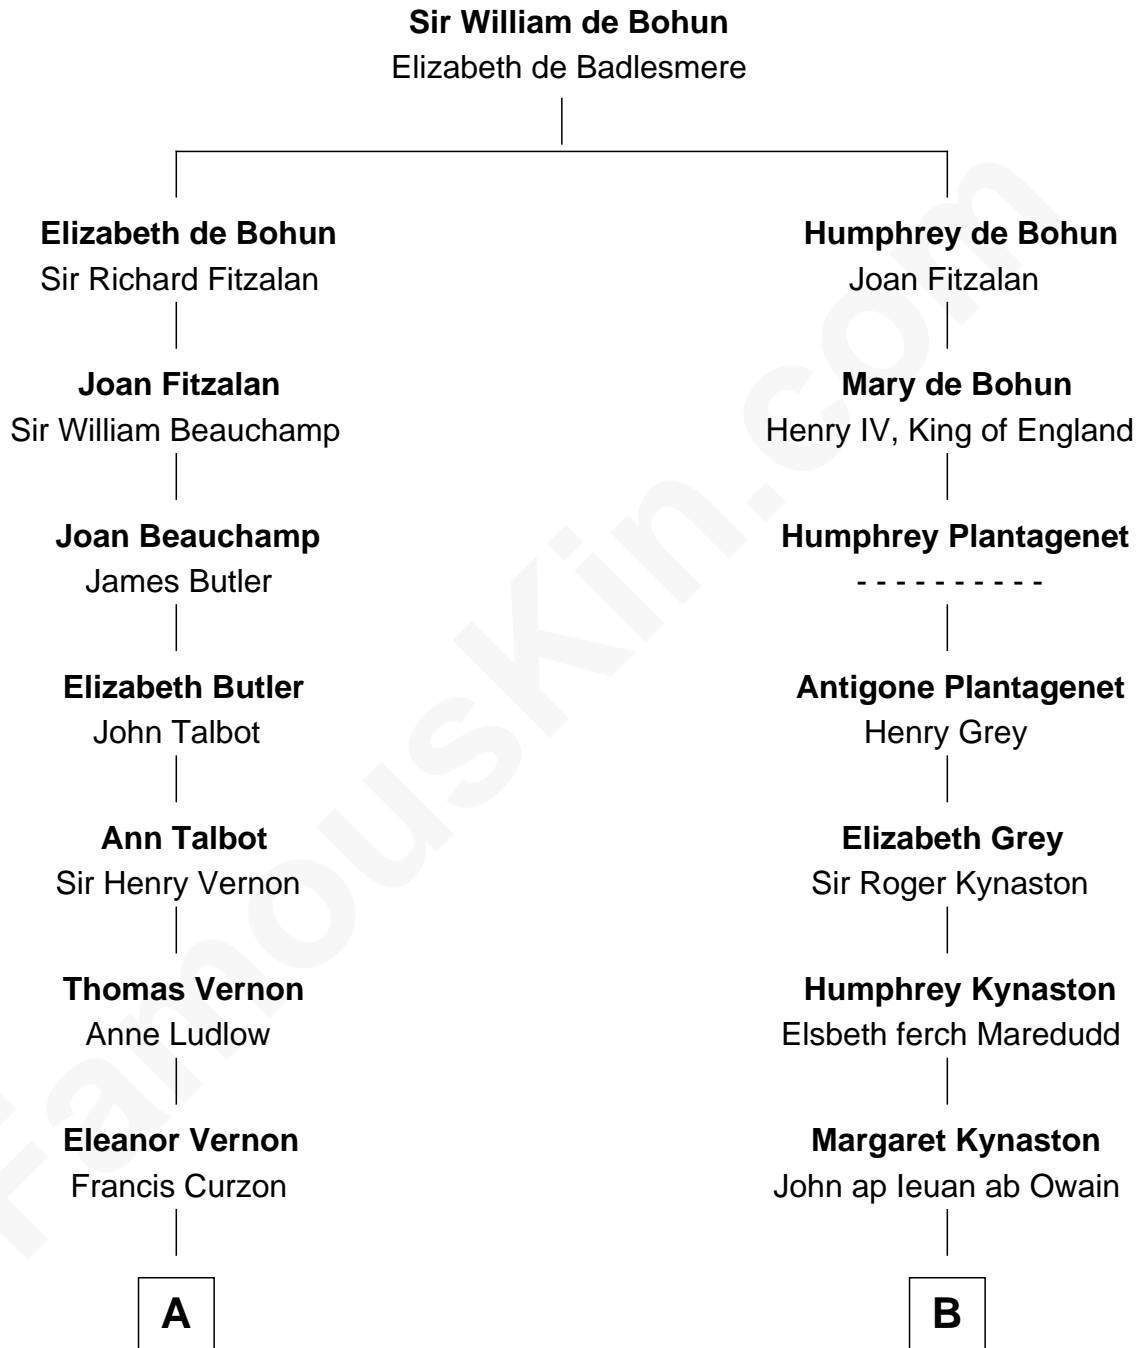 Sir William de Bohun
Elizabeth de Badlesmere
Elizabeth de Bohun
Sir Richard Fitzalan
Humphrey de Bohun
Joan Fitzalan
Joan Fitzalan
Sir William Beauchamp
Mary de Bohun
Henry IV, King of England
Joan Beauchamp
James Butler
Humphrey Plantagenet
- - - - - - - - - -
Elizabeth Butler
John Talbot
Antigone Plantagenet
Henry Grey
Ann Talbot
Sir Henry Vernon
Elizabeth Grey
Sir Roger Kynaston
Thomas Vernon
Anne Ludlow
Humphrey Kynaston
Elsbeth ferch Maredudd
Eleanor Vernon
Francis Curzon
Margaret Kynaston
John ap Ieuan ab Owain
A
B
FamousKin.com